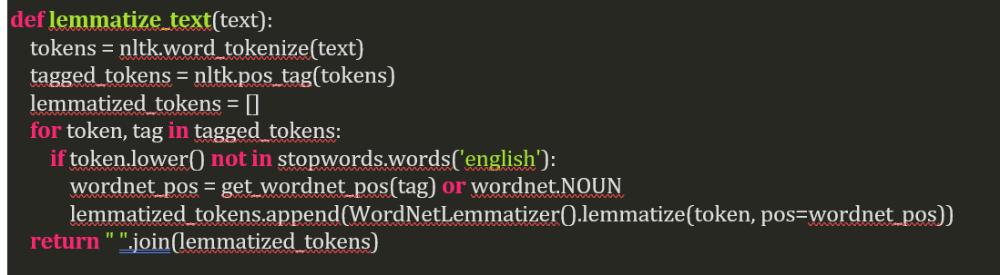 def lemmatize_text(text):
    tokens = nltk.word_tokenize(text)
    tagged_tokens = nltk.pos_tag(tokens)
    lemmatized_tokens = []
    for token, tag in tagged_tokens:
        if token.lower() not in stopwords.words('english'):
            wordnet_pos = get_wordnet_pos(tag) or wordnet.NOUN
            lemmatized_tokens.append(WordNetLemmatizer().lemmatize(token, pos=wordnet_pos))
    return " ".join(lemmatized_tokens)